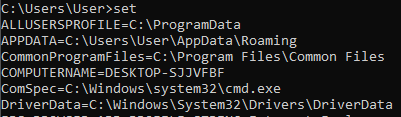 C:\Users\User>set
ALLUSERSPROFILE=C:\ProgramData
APPDATA=C:\Users\User\AppData\Roaming
CommonProgramFiles=C:\Program Files\Common Files
COMPUTERNAME=DESKTOP-SJJVFBF
ComSpec=C:\Windows\system32\cmd.exe
DriverData=C:\Windows\System32\Drivers\DriverData